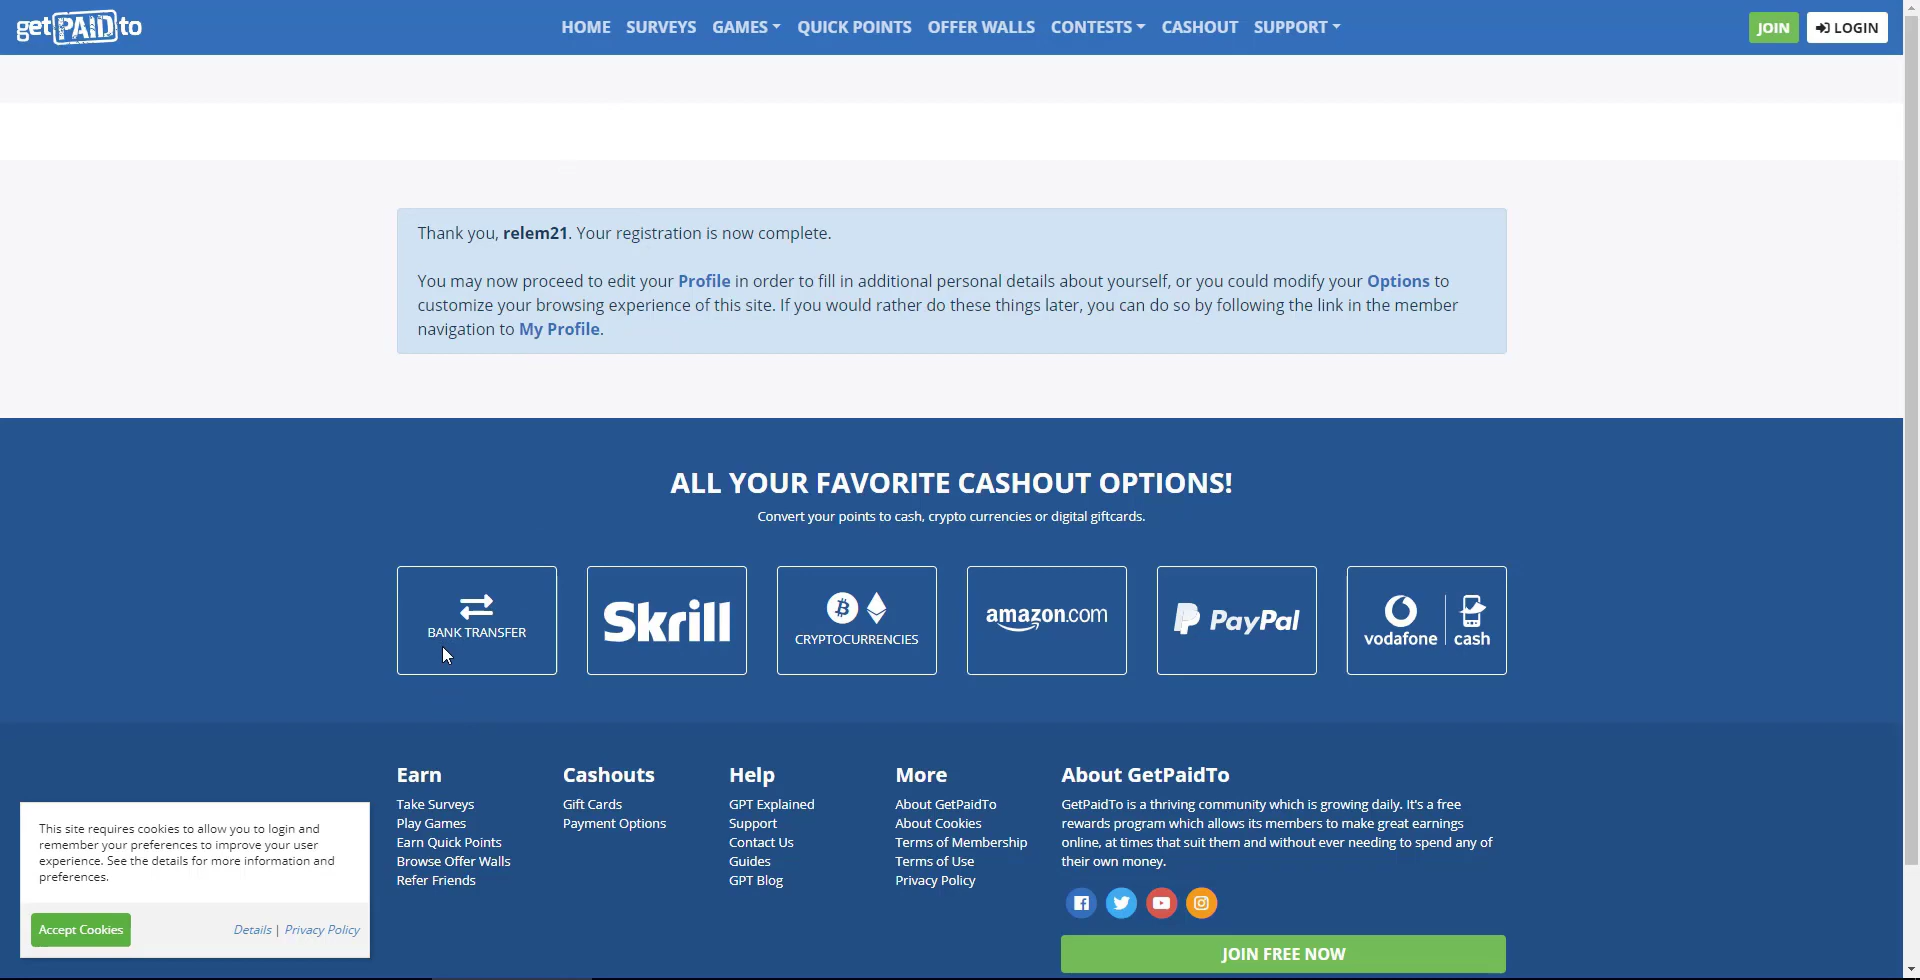 getPAIDto
HOME SURVEYS GAMES QUICK POINTS OFFER WALLS CONTESTS CASHOUT SUPPORT JOIN LOGIN
Thank you, relem21. Your registration is now complete.
You may now proceed to edit your Profile in order to fill in additional personal details about yourself, or you could modify your Options to
customize your browsing experience of this site. If you would rather do these things later, you can do so by following the link in the member
navigation to My Profile.
ALL YOUR FAVORITE CASHOUT OPTIONS!
Convert your points to cash, crypto currencies or digital giftcards.
BANK TRANSFER
Skrill
CRYPTOCURRENCIES
amazon.com
PayPal
vodafone cash
Earn
Take Surveys
Play Games
Earn Quick Points
Browse Offer Walls
Refer Friends
Cashouts
Gift Cards
Payment Options
Help
GPT Explained
Support
Contact Us
Guides
GPT Blog
More
About GetPaidTo
About Cookies
Terms of Membership
Terms of Use
Privacy Policy
About GetPaidTo
GetPaidTo is a thriving community which is growing daily. It's a free
rewards program which allows its members to make great earnings
online, at times that suit them and without ever needing to spend any of
their own money.
JOIN FREE NOW
This site requires cookies to allow you to login and
remember your preferences to improve your user
experience. See the details for more information and
preferences.
Accept Cookies Details | Privacy Policy